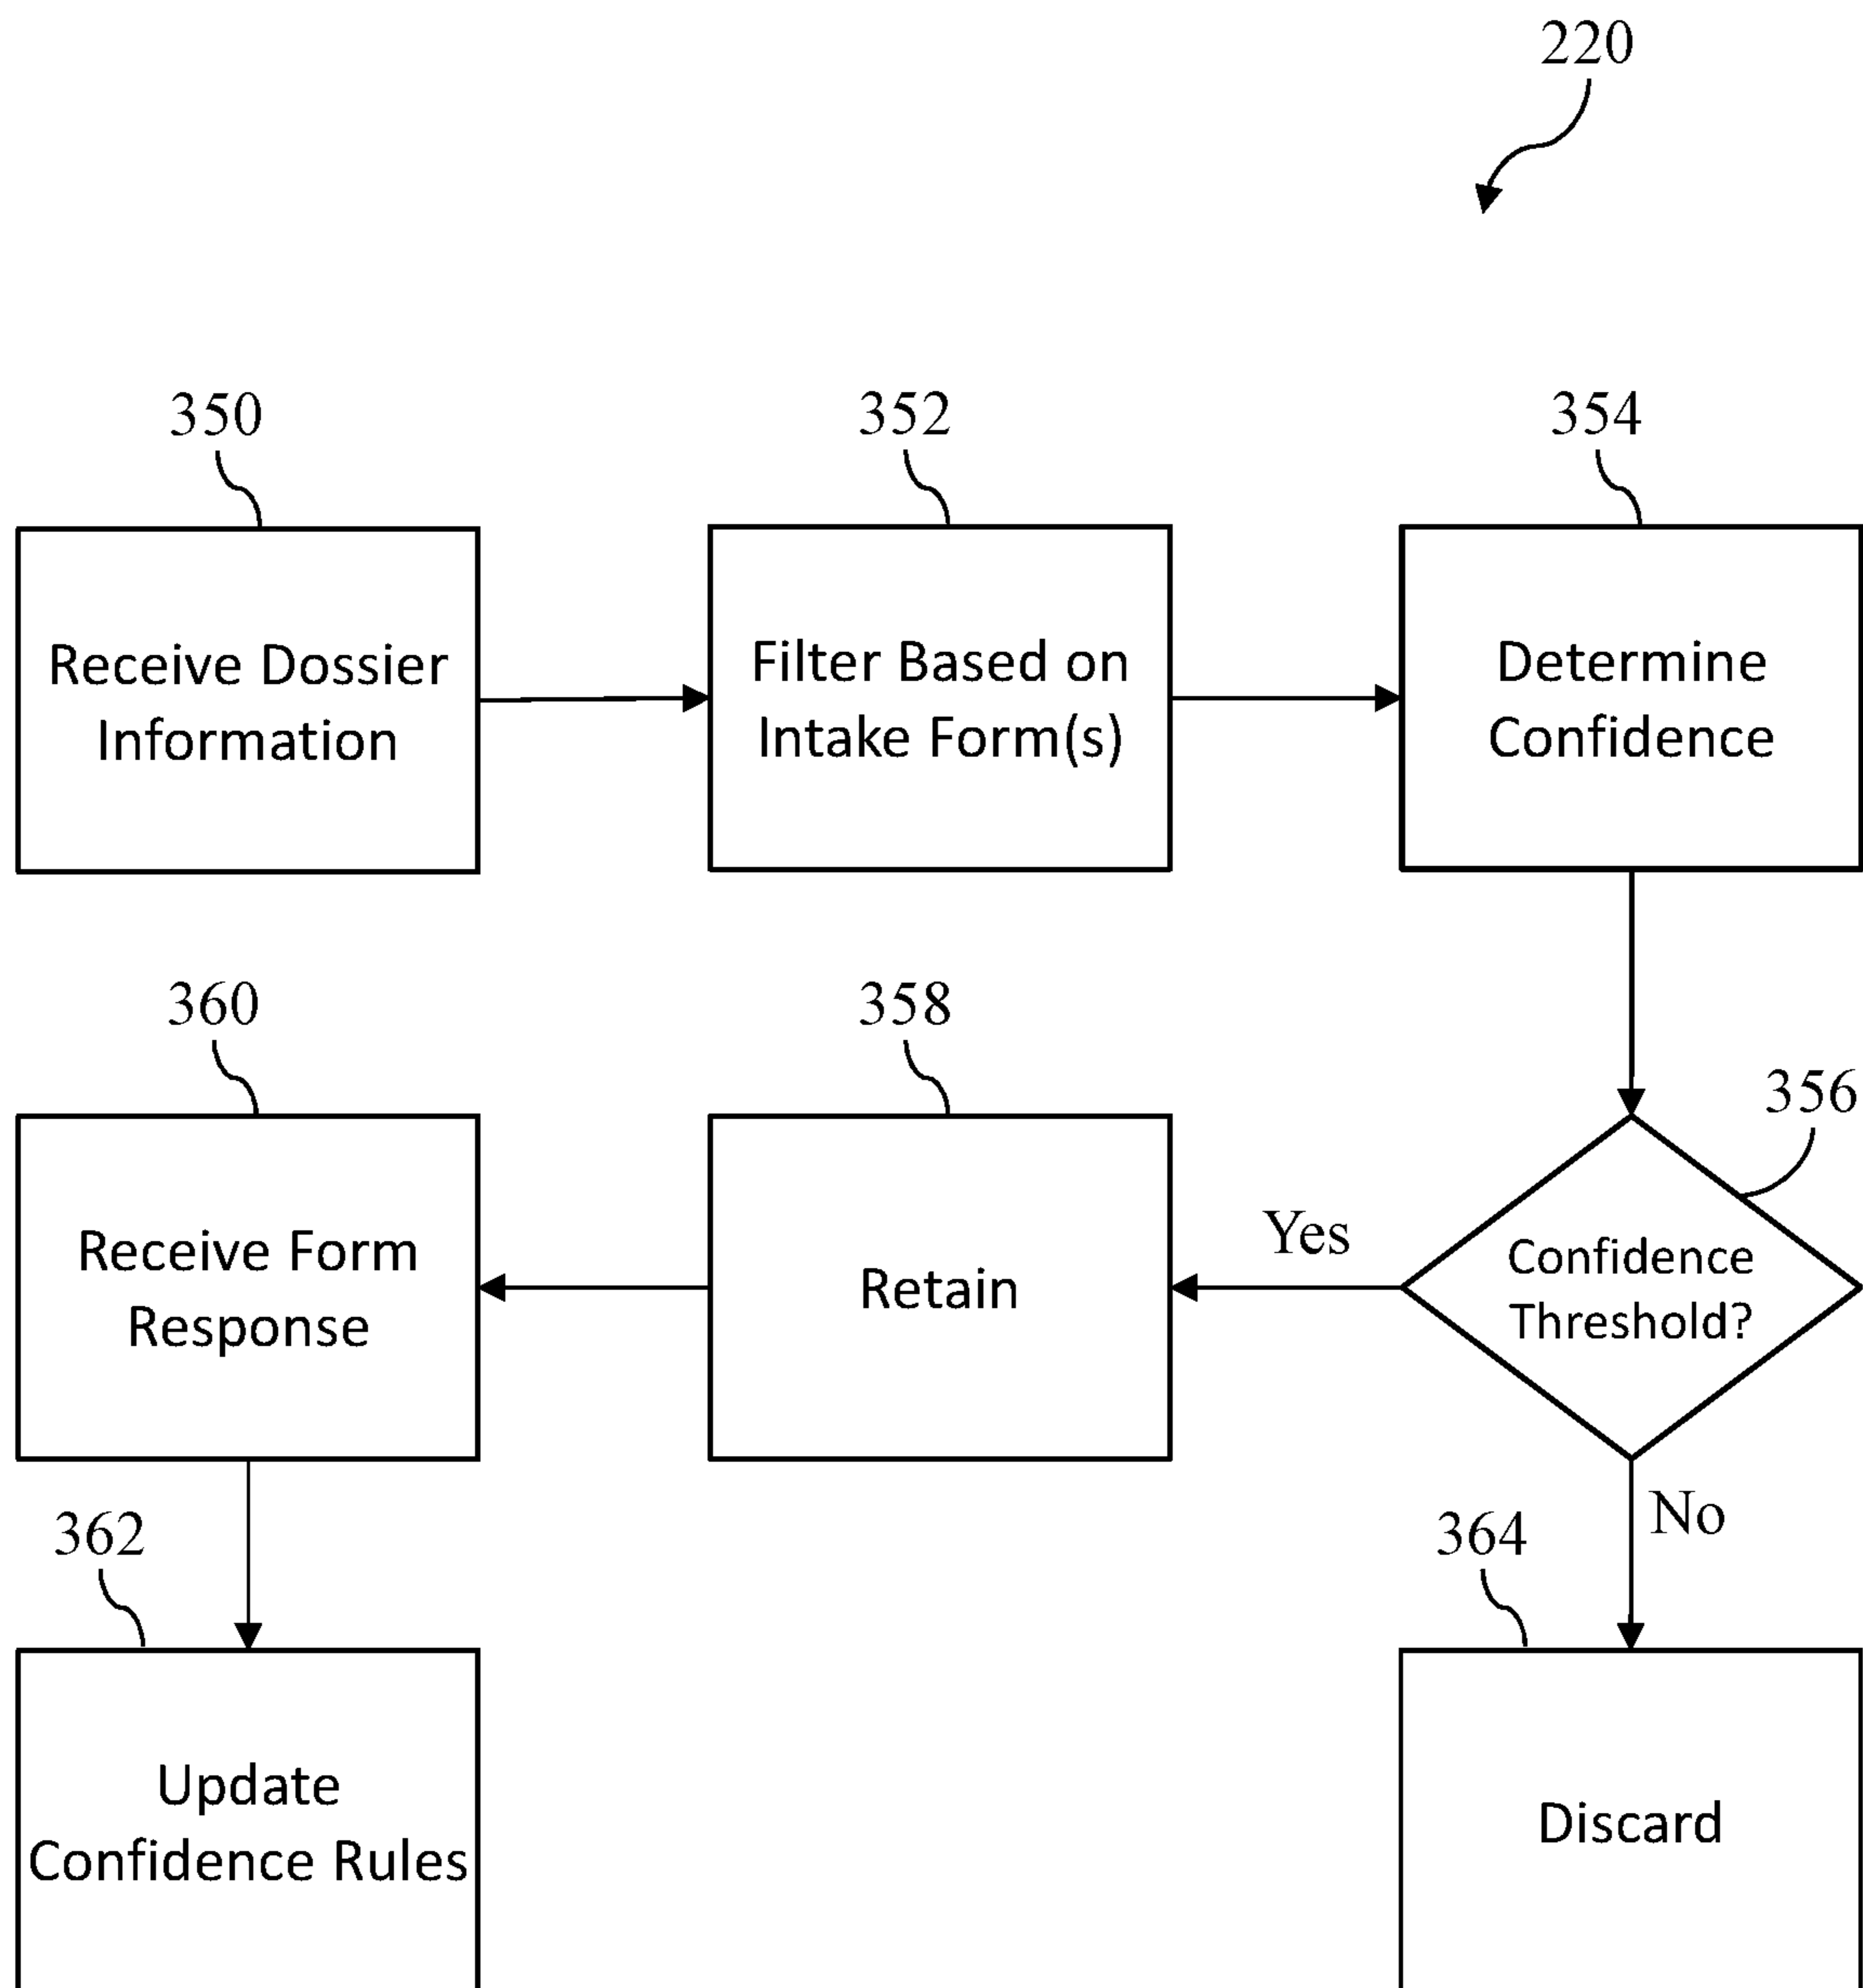 220
350
352
354
Receive Dossier
Information
Filter Based on
Intake Form(s)
Determine
Confidence
360
358
356
Receive Form
Response
Retain
Yes
Confidence
Threshold?
No
362
364
Update
Confidence Rules
Discard